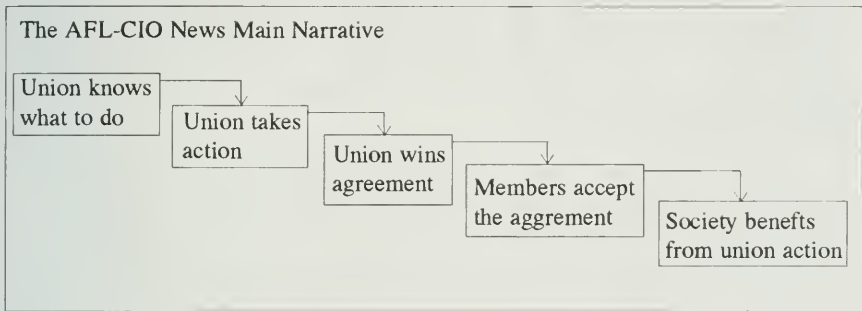 The AFL-CIO News Main Narrative
Union knows
what to do
Union takes
action
Union wins
agreement
Members accept
the aggrement
Society benefts
from union action